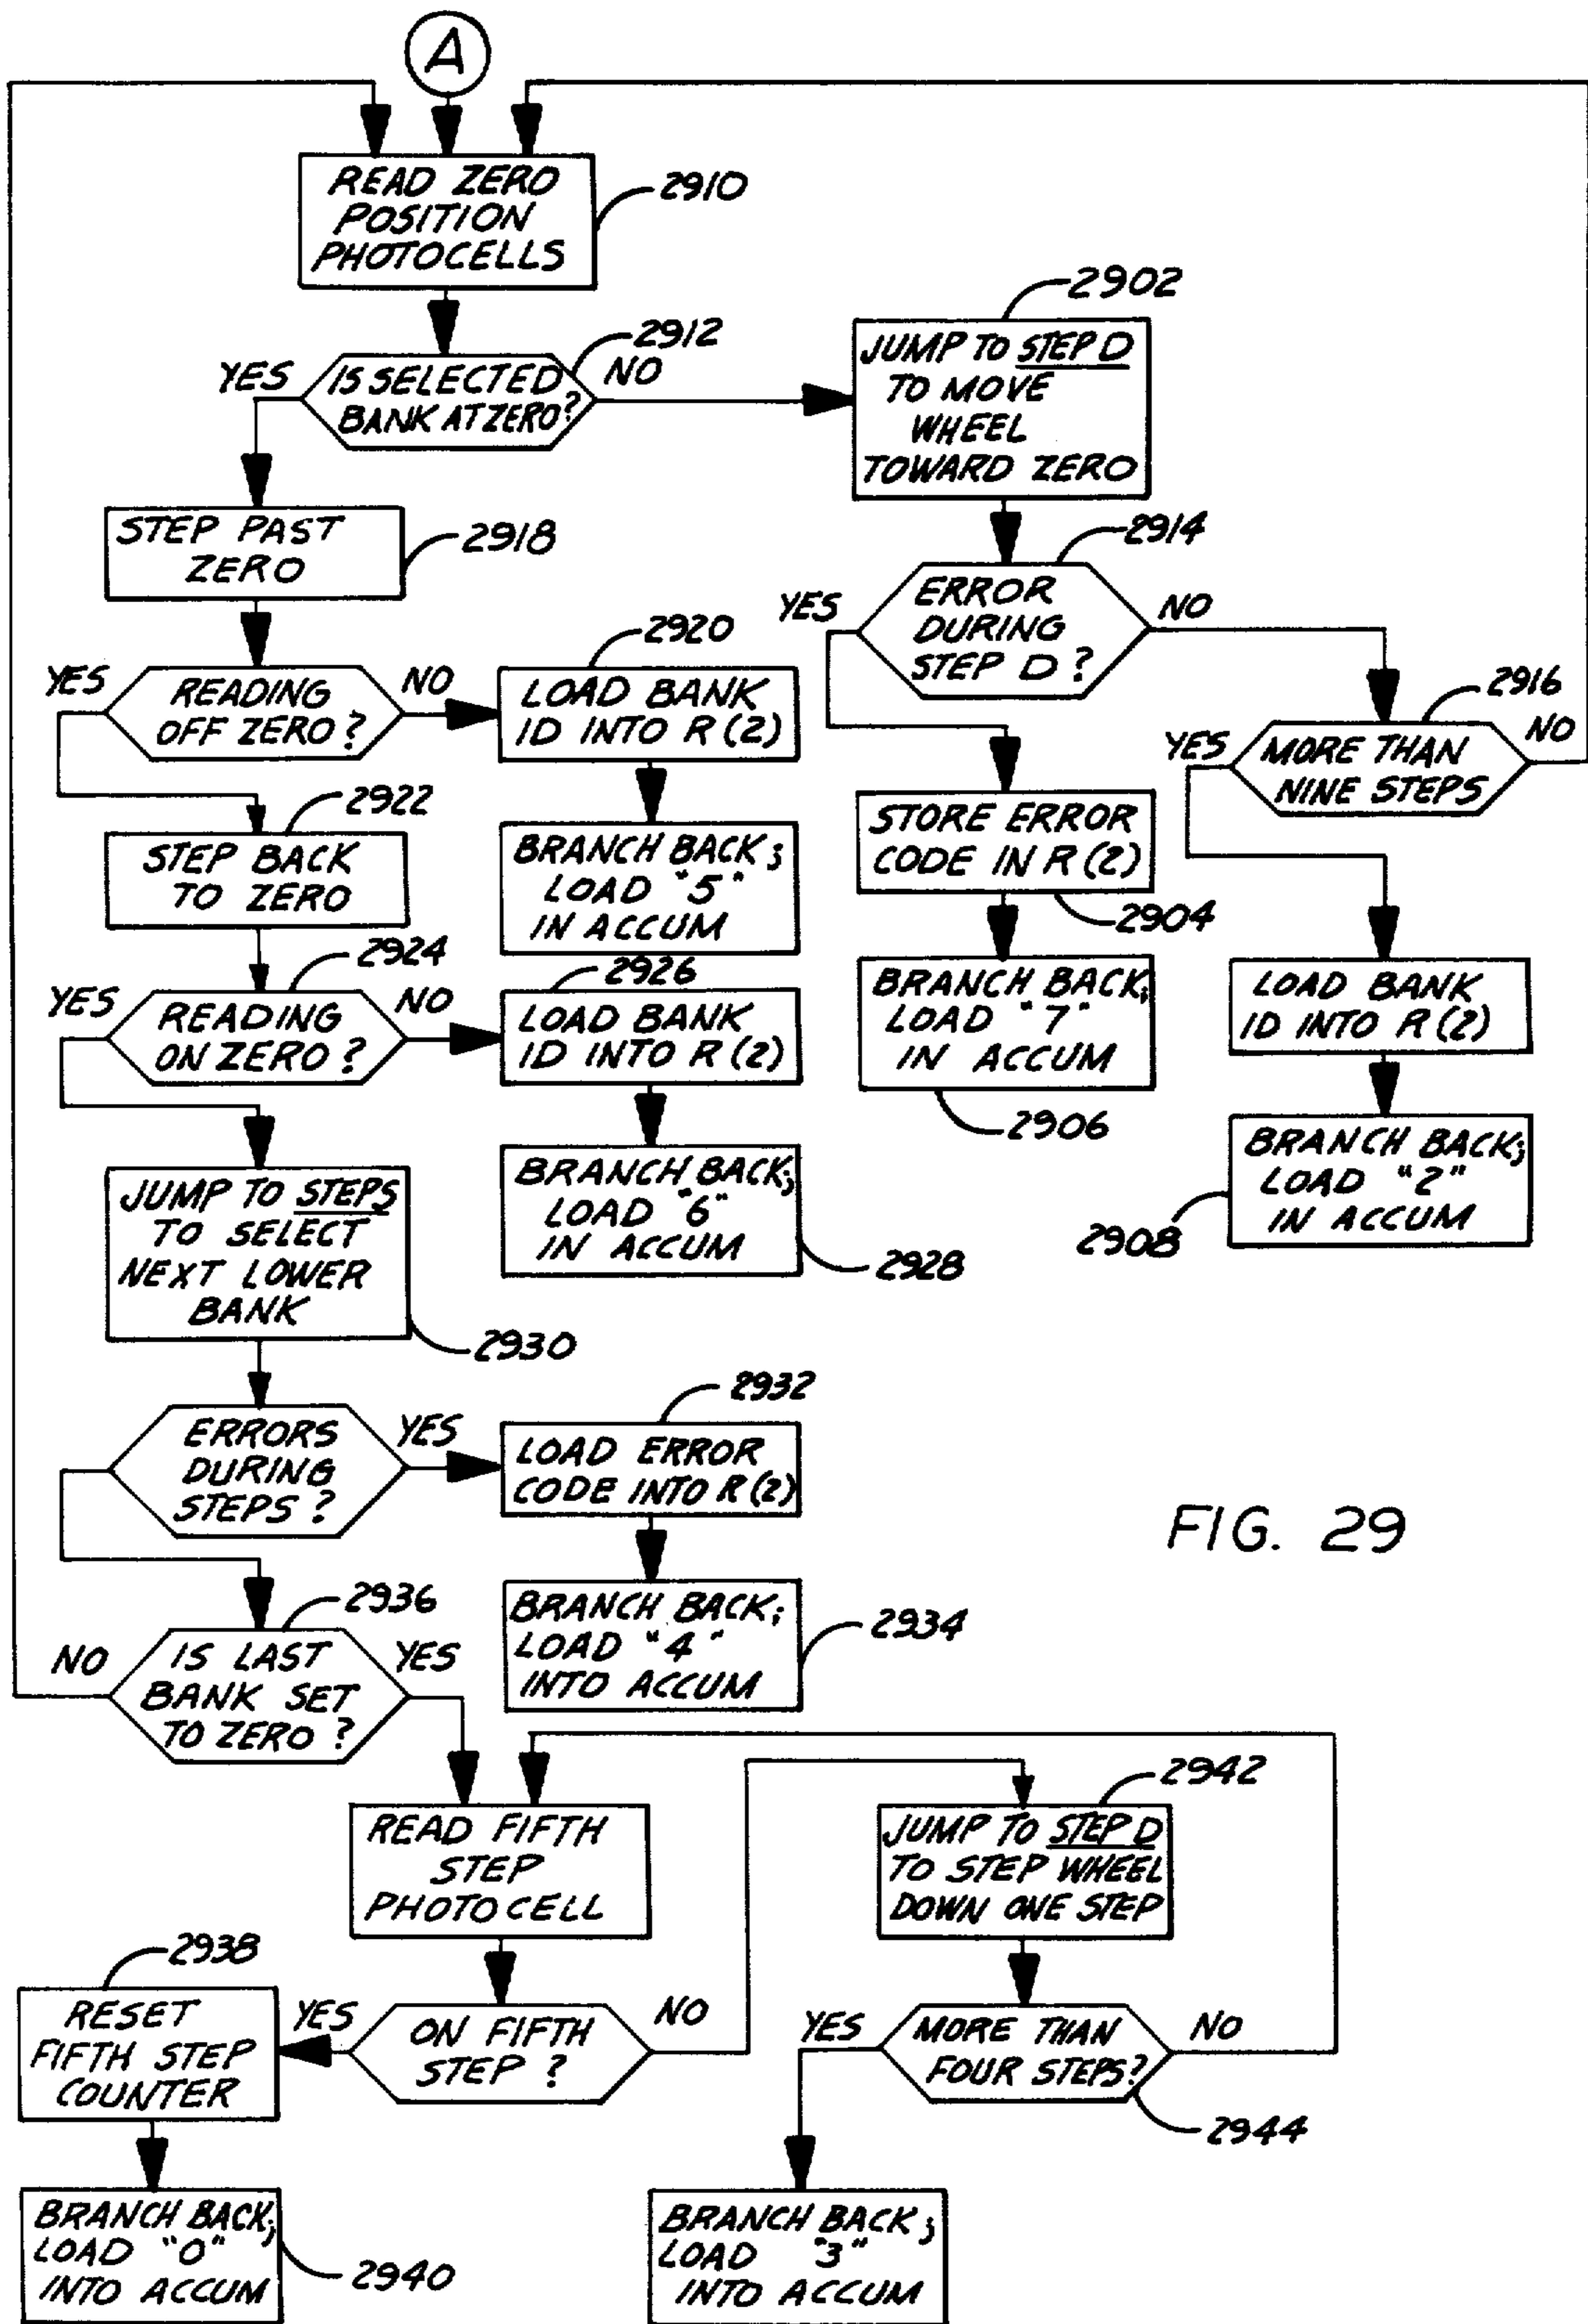 A
READ ZERO
POSITION
PHOTOCELLS
2910
2902
2912
YES
IS SELECTED
BANK AT ZERO?
NO
JUMP TO STEP D
TO MOVE
WHEEL
TOWARD ZERO
STEP PAST
ZERO
2918
2914
YES
ERROR
DURING
STEP D?
NO
2920
YES
READING
OFF ZERO?
NO
LOAD BANK
ID INTO R(2)
2916
YES
MORE THAN
NINE STEPS
NO
2922
STEP BACK
TO ZERO
BRANCH BACK;
LOAD "5"
IN ACCUM
STORE ERROR
CODE IN R(2)
2904
2924
YES
READING
ON ZERO?
NO
2926
LOAD BANK
ID INTO R(2)
BRANCH BACK;
LOAD "7"
IN ACCUM
2906
LOAD BANK
ID INTO R(2)
JUMP TO STEPS
TO SELECT
NEXT LOWER
BANK
2930
BRANCH BACK;
LOAD "6"
IN ACCUM
2928
BRANCH BACK;
LOAD "2"
IN ACCUM
2908
ERRORS
DURING
STEPS?
YES
2932
LOAD ERROR
CODE INTO R(2)
FIG. 29
2936
NO
IS LAST
BANK SET
TO ZERO?
YES
BRANCH BACK;
LOAD "4"
INTO ACCUM
2934
READ FIFTH
STEP
PHOTOCELL
2942
JUMP TO STEP D
TO STEP WHEEL
DOWN ONE STEP
2938
RESET
FIFTH STEP
COUNTER
YES
ON FIFTH
STEP?
NO
YES
MORE THAN
FOUR STEPS?
NO
2944
BRANCH BACK;
LOAD "0"
INTO ACCUM
2940
BRANCH BACK;
LOAD "3"
INTO ACCUM